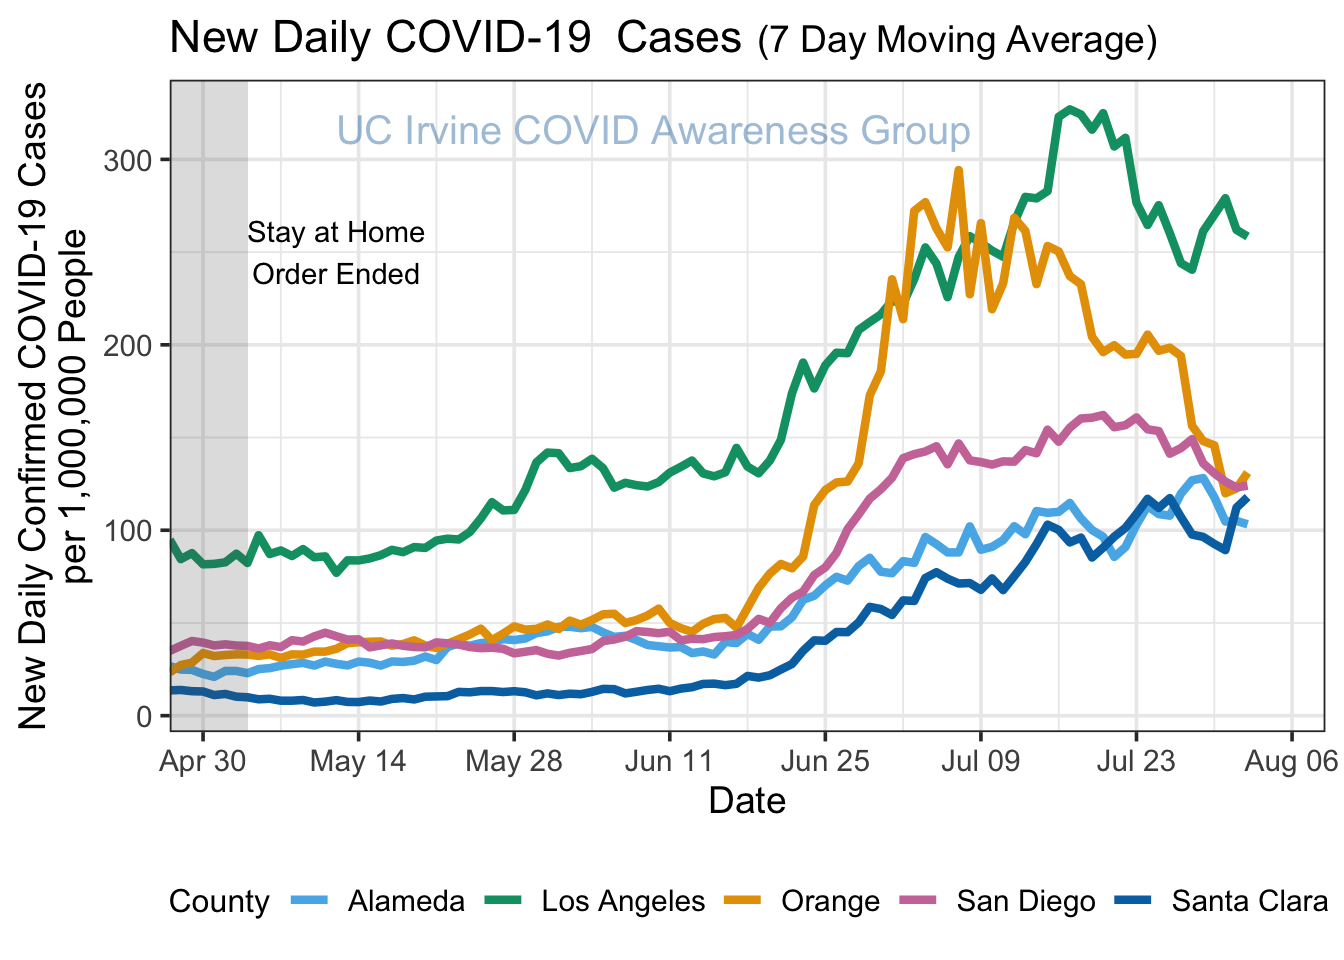 New Daily COVID-19  Cases (7 Day Moving Average)
New Daily Confirmed COVID-19 Cases
per 1,000,000 People
UC Irvine COVID Awareness Group
Stay at Home
Order Ended
300
200
100
0
Apr 30 May 14 May 28 Jun 11 Jun 25 Jul 09 Jul 23 Aug 06
Date
County Alameda Los Angeles Orange San Diego Santa Clara